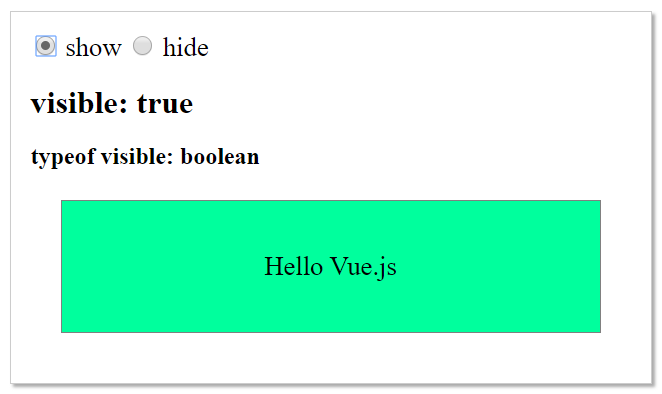 show hide
visible: true
typeof visible: boolean
Hello Vue.js